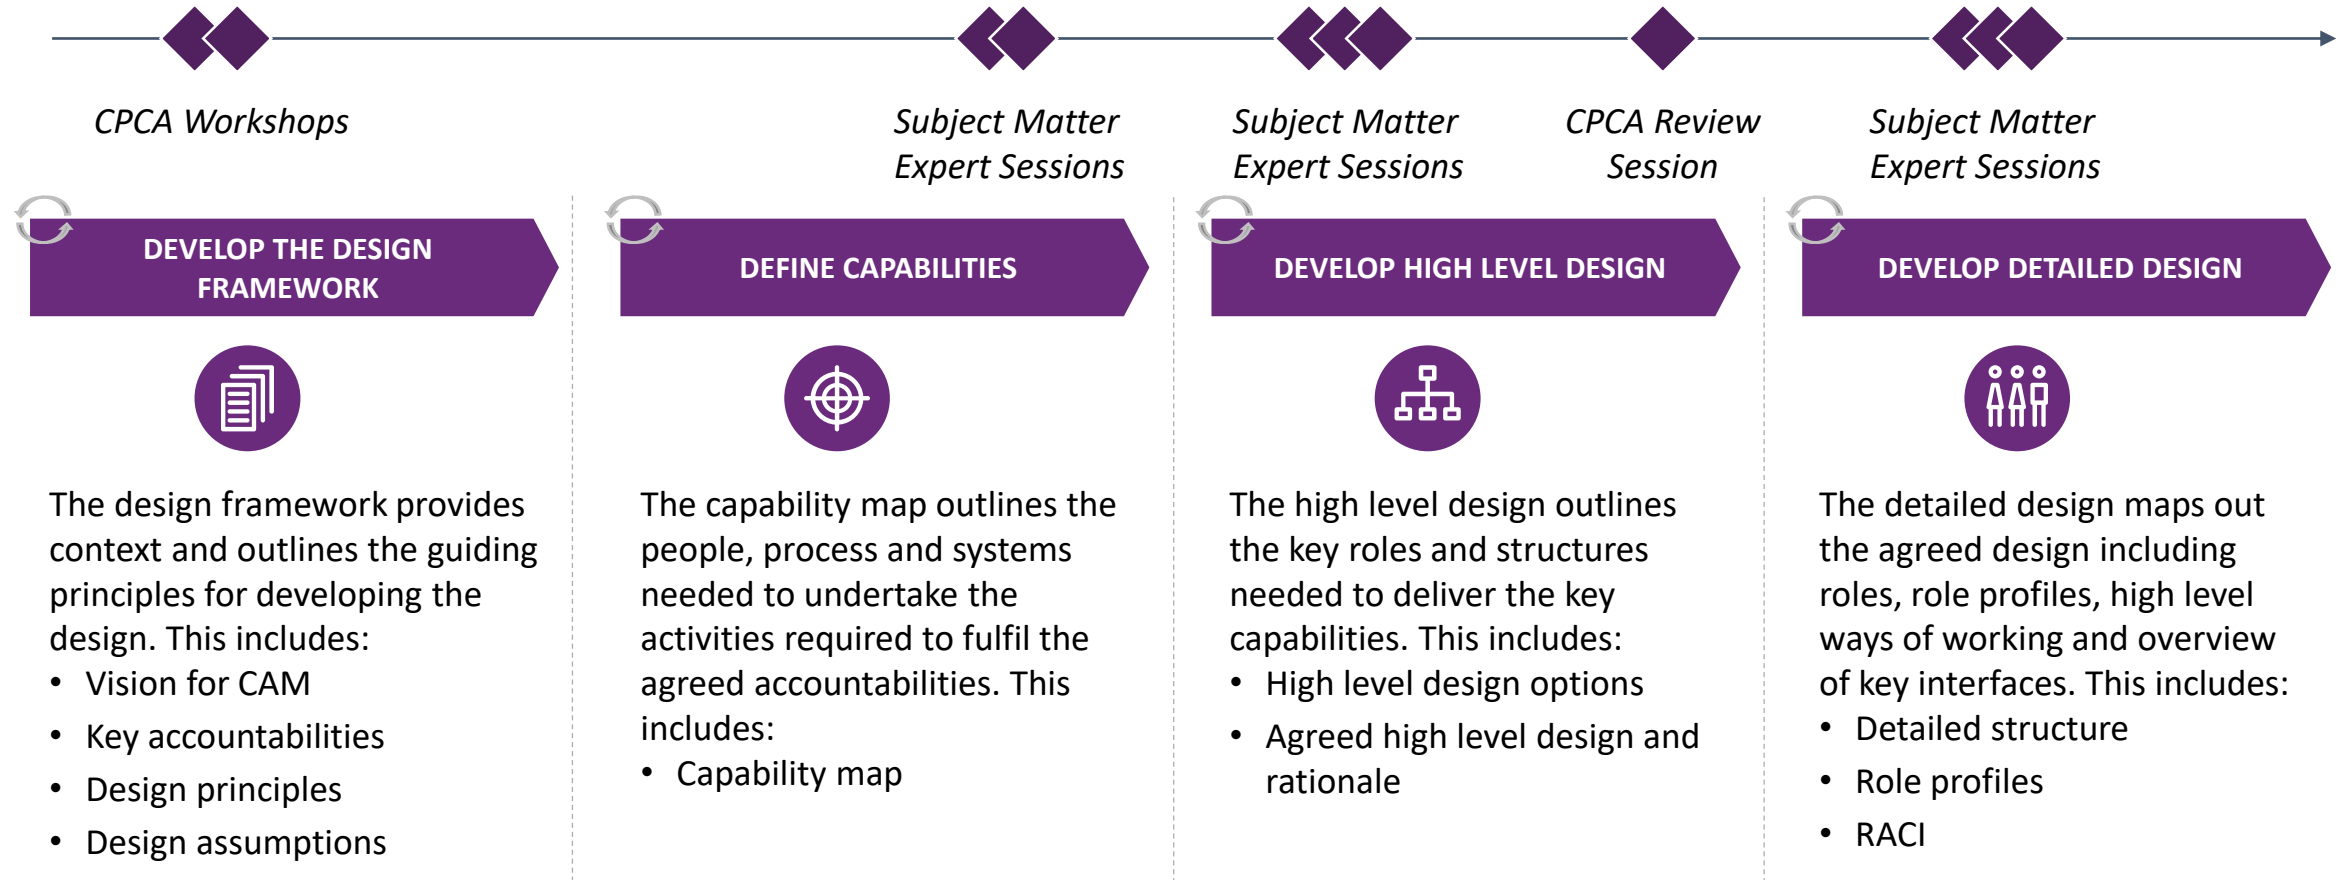 CPCA Workshops
Subject Matter
Expert Sessions
Subject Matter
Expert Sessions
CPCA Review
Session
Subject Matter
Expert Sessions
DEVELOP THE DESIGN
FRAMEWORK
The design framework provides
context and outlines the guiding
principles for developing the
design. This includes:
• Vision for CAM
• Key accountabilities
• Design principles
• Design assumptions
DEFINE CAPABILITIES
The capability map outlines the
people, process and systems
needed to undertake the
activities required to fulfil the
agreed accountabilities. This
includes:
• Capability map
DEVELOP HIGH LEVEL DESIGN
The high level design outlines
the key roles and structures
needed to deliver the key
capabilities. This includes:
• High level design options
• Agreed high level design and
rationale
DEVELOP DETAILED DESIGN
The detailed design maps out
the agreed design including
roles, role profiles, high level
ways of working and overview
of key interfaces. This includes:
• Detailed structure
• Role profiles
• RACI